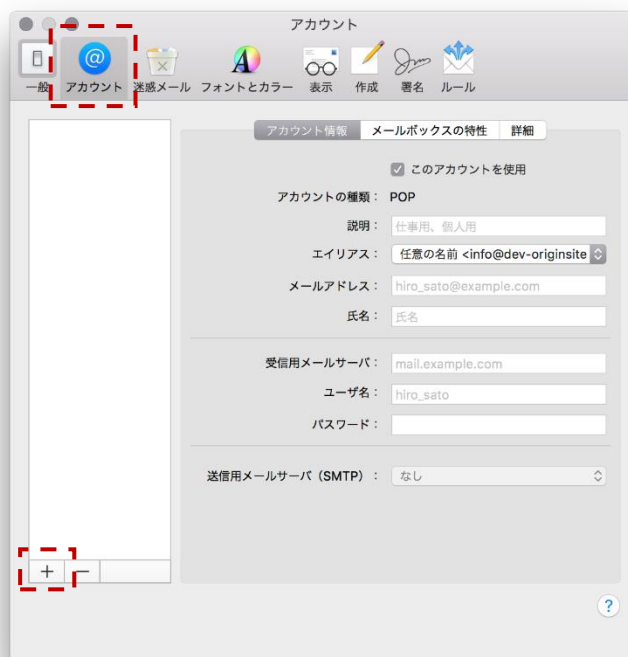 アカウント
一般 アカウント 迷惑メール フォントとカラー 表示 作成 署名 ルール
アカウント情報 メールボックスの特性 詳細
このアカウントを使用
アカウントの種類： POP
説明： 仕事用、個人用
エイリアス： 任意の名前 <info@dev-originsite
メールアドレス： hiro_sato@example.com
氏名： 氏名
受信用メールサーバ： mail.example.com
ユーザ名： hiro_sato
パスワード：
送信用メールサーバ（SMTP）： なし
+ −
?